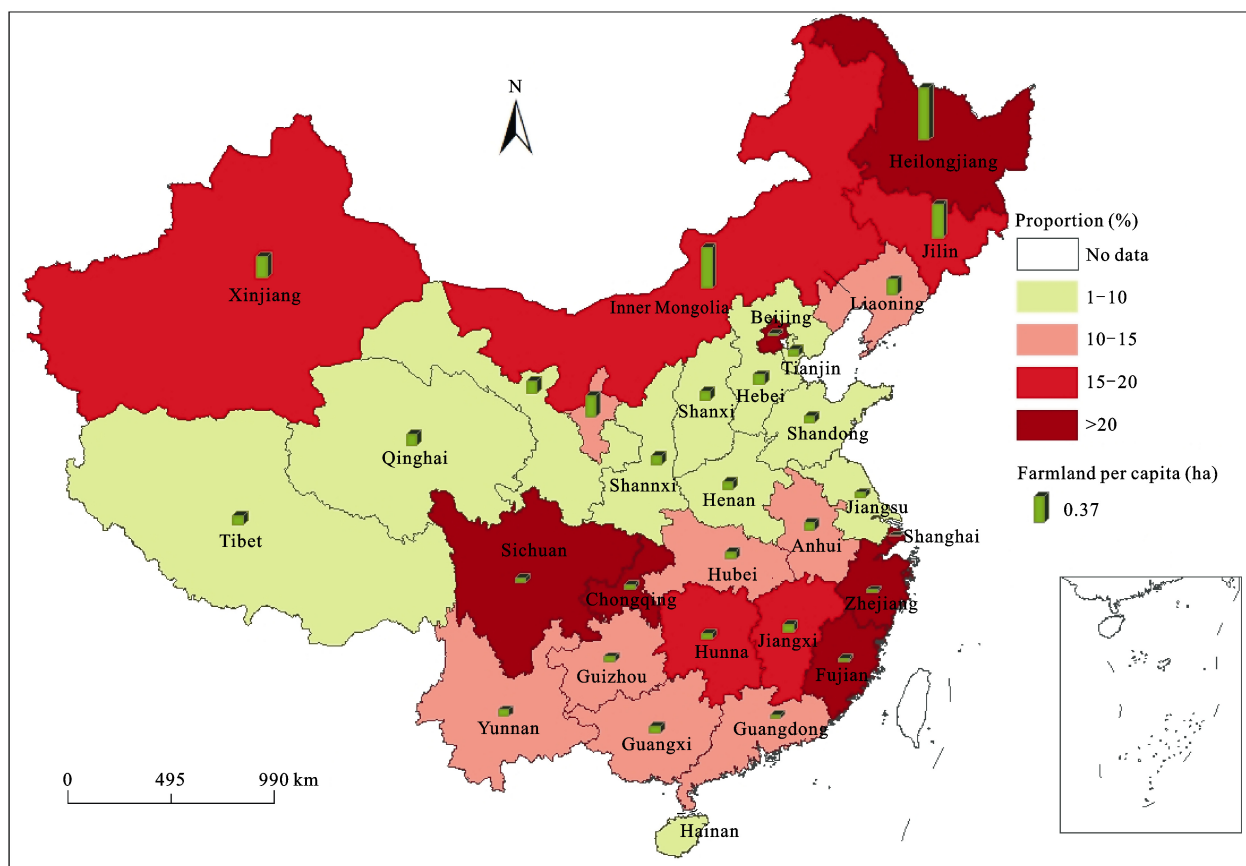 N
Heilongjiang
Jilin
Xinjiang
Inner Mongolia
Liaoning
Beijing
Tianjin
Hebei
Shanxi
Shandong
Qinghai
Shannxi
Henan
Jiangsu
Tibet
Shanghai
Anhui
Sichuan
Hubei
Chongqing
Zhejiang
Hunna
Jiangxi
Guizhou
Fujian
Yunnan
Guangxi
Guangdong
Hainan
Proportion (%)
No data
1-10
10-15
15-20
>20
Farmland per capita (ha)
0.37
0 495 990 km